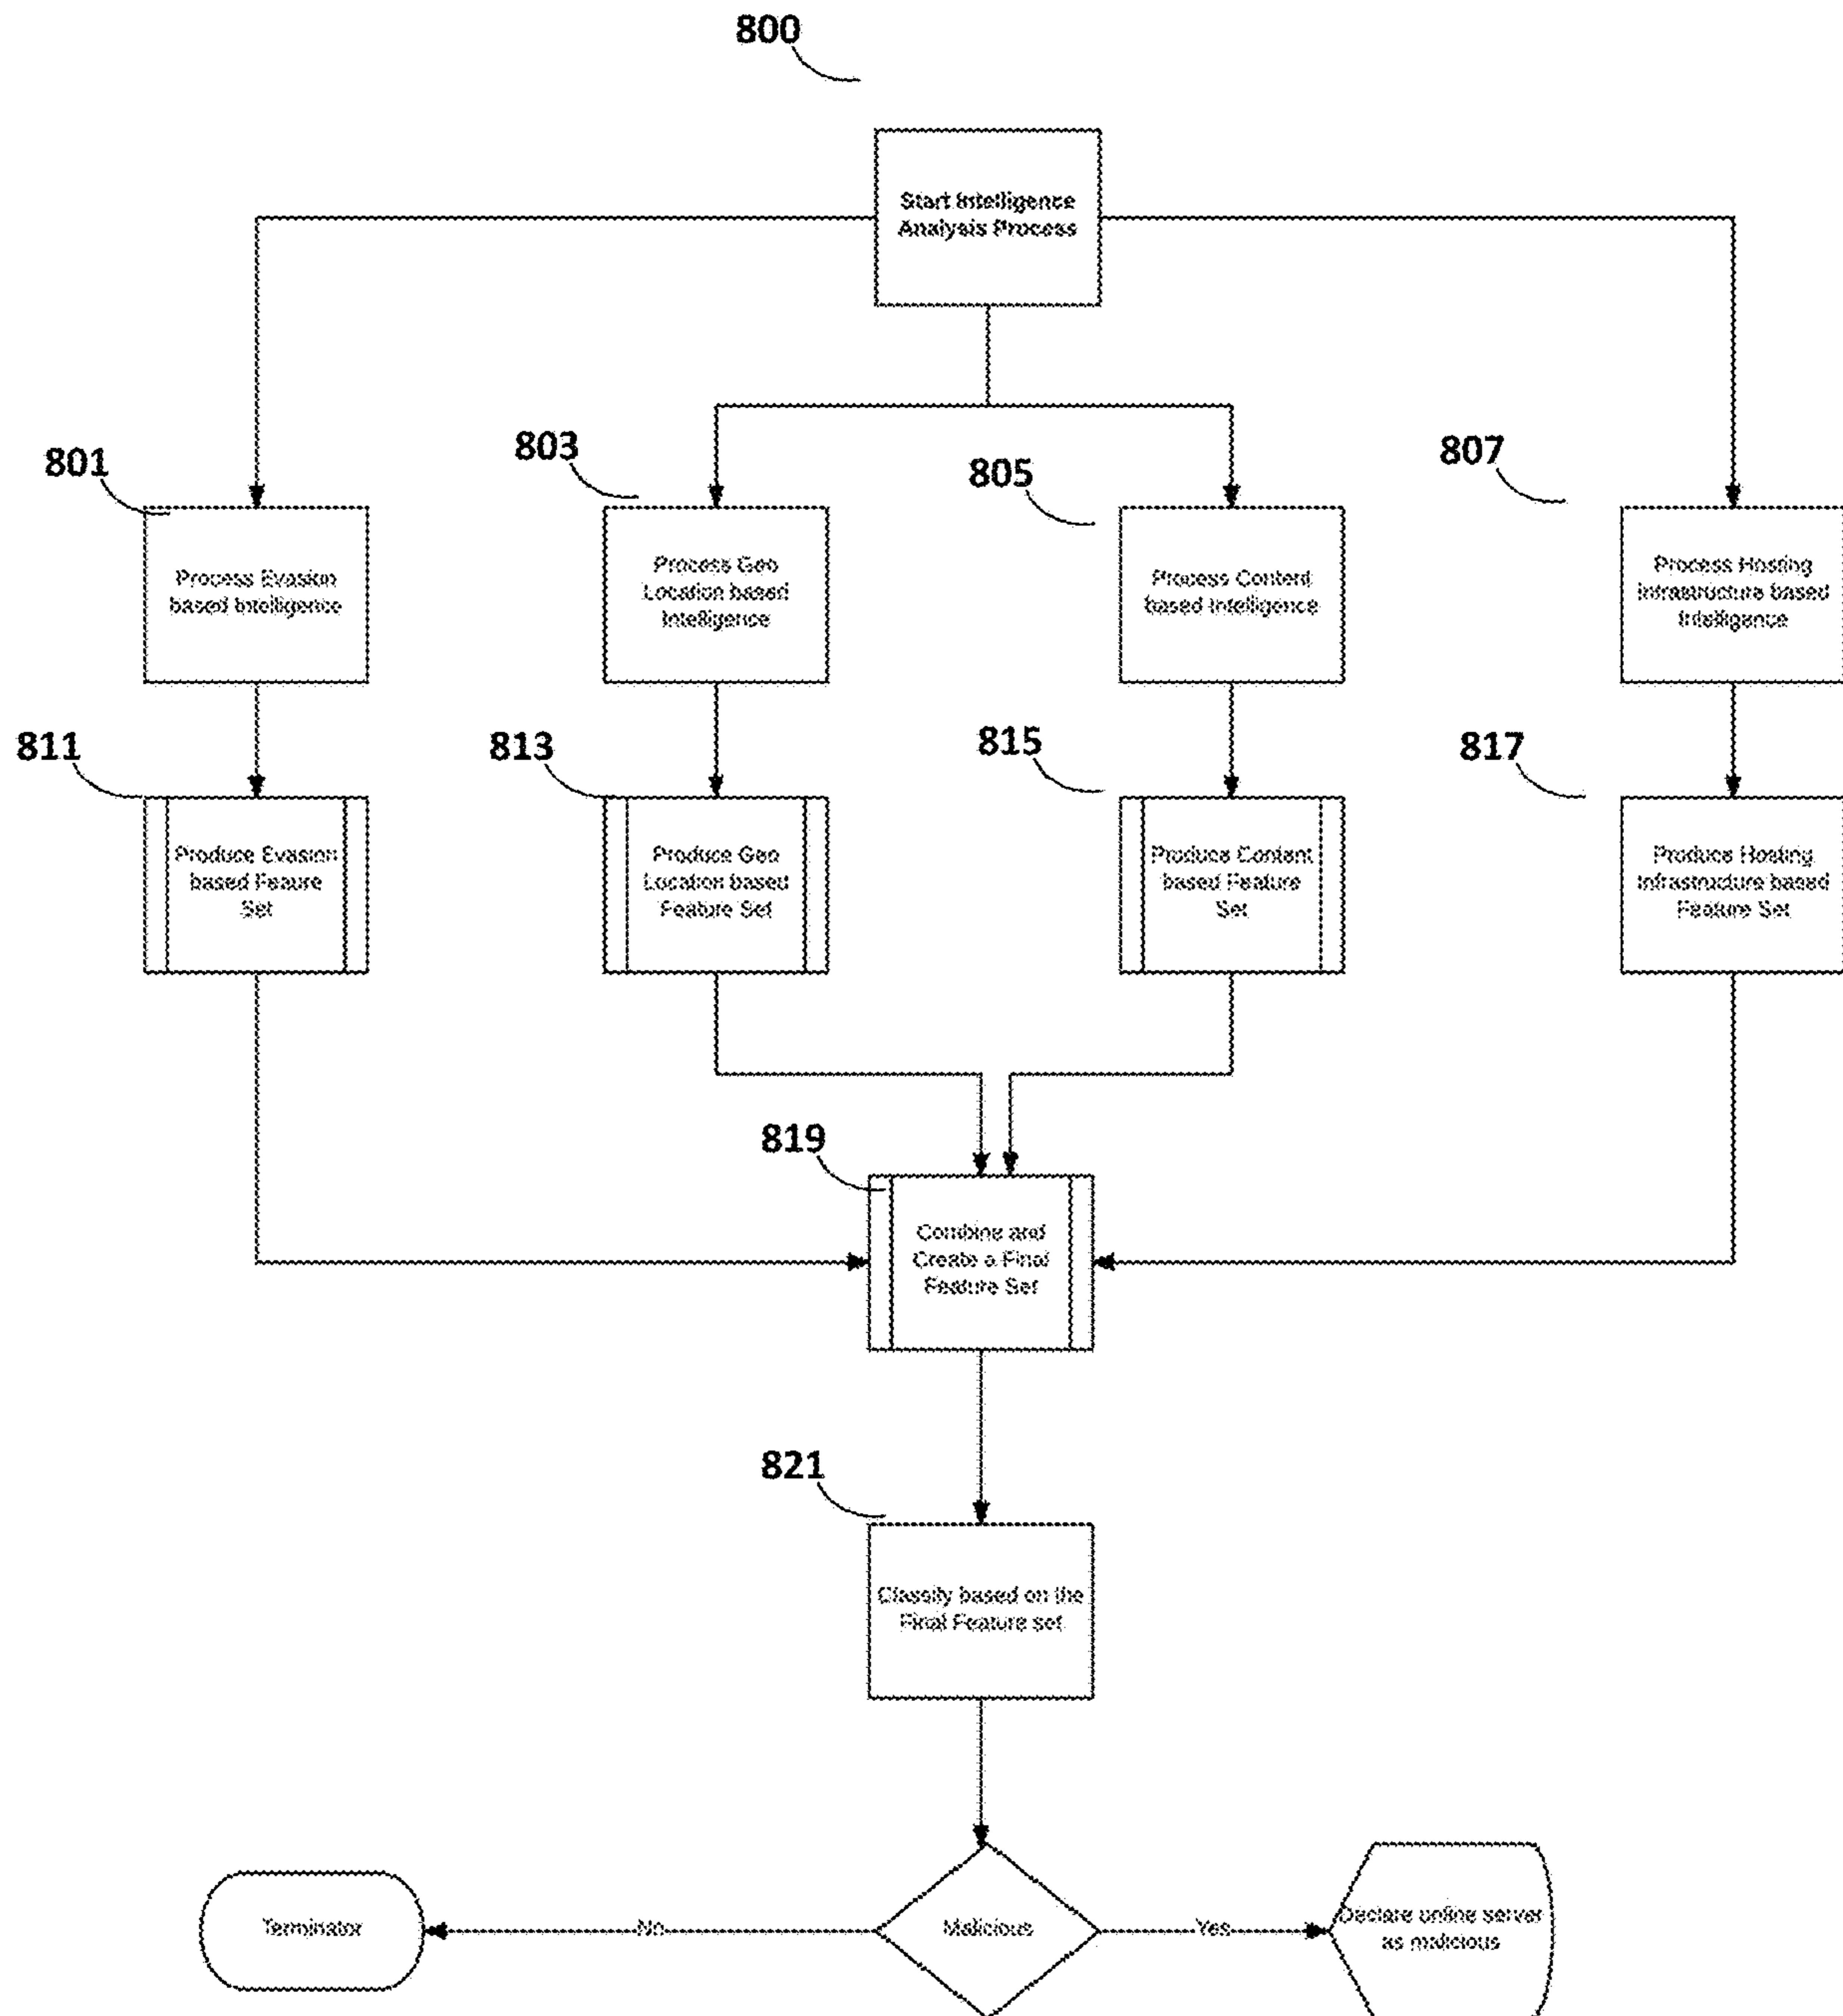 800
Start Intelligence
Analysis Process
801
803
805
807
Process Evasion
based Intelligence
Process Geo
Location based
Intelligence
Process Content
based Intelligence
Process Hosting
Infrastructure based
Intelligence
811
813
815
817
Produce Evasion
based Feaure
Set
Produce Geo
Location based
Feature Set
Produce Content
based Feature
Set
Produce Hosting
Infrastructure based
Feature Set
819
Combine and
Create a Final
Feature Set
821
Classify based on the
Final Feature set
Terminator
No
Malicious
Yes
Declare online server
as malicious